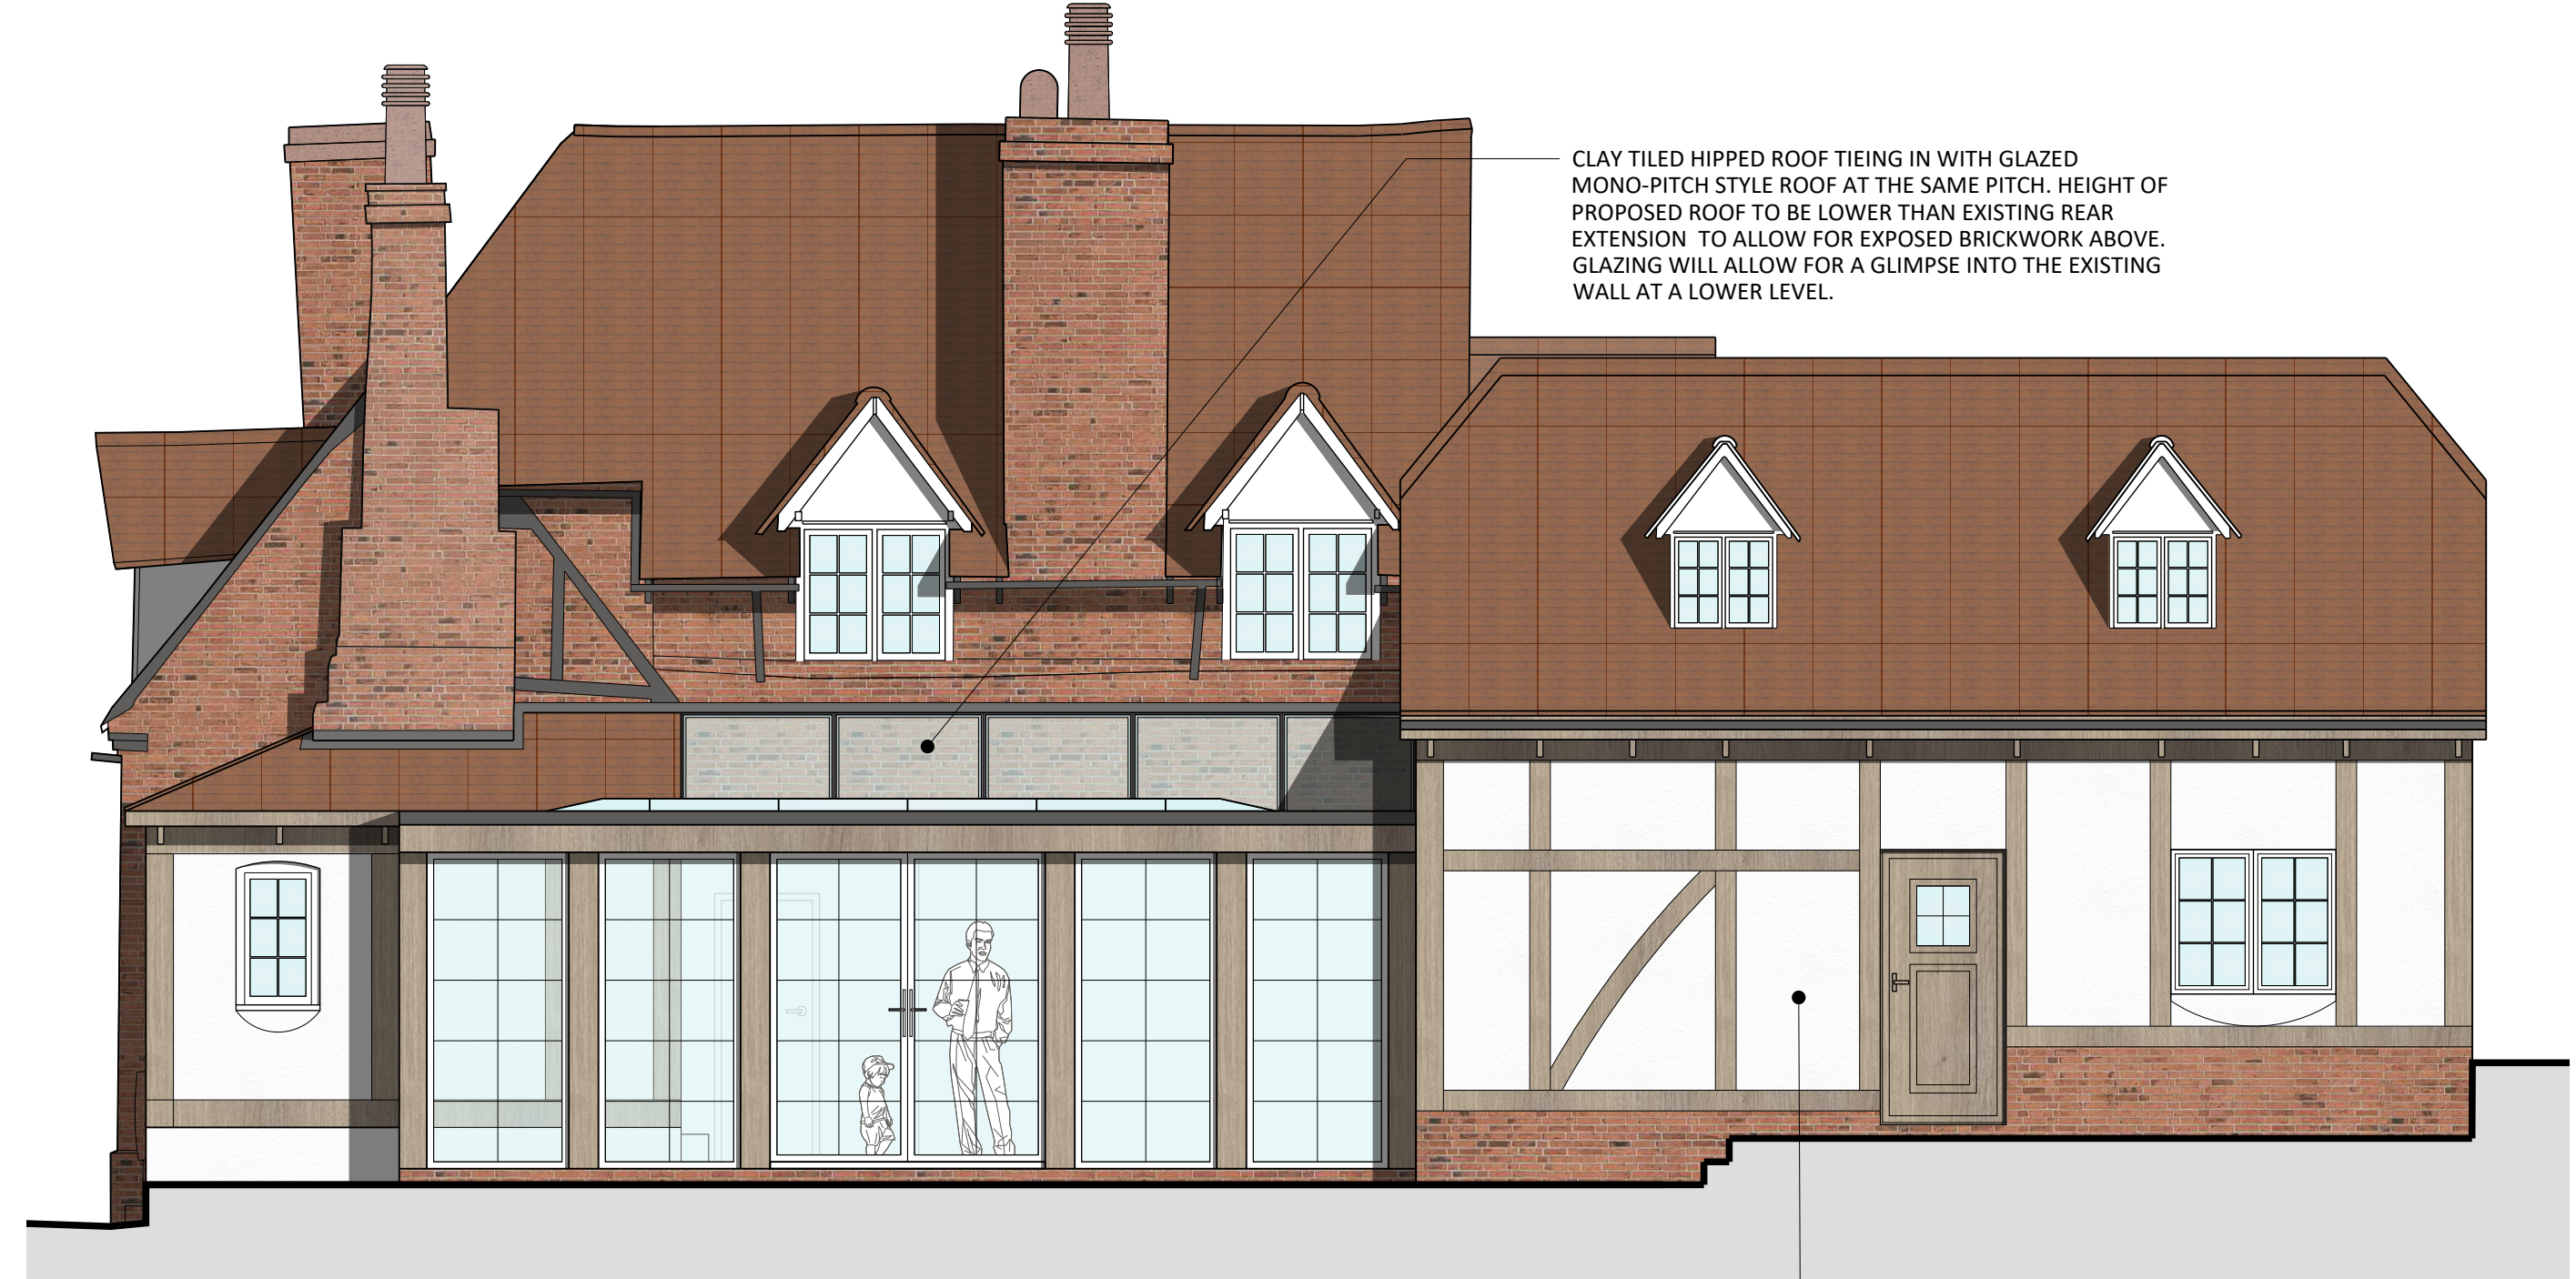 CLAY TILED HIPPED ROOF TIEING IN WITH GLAZED
MONO-PITCH STYLE ROOF AT THE SAME PITCH. HEIGHT OF
PROPOSED ROOF TO BE LOWER THAN EXISTING REAR
EXTENSION TO ALLOW FOR EXPOSED BRICKWORK ABOVE.
GLAZING WILL ALLOW FOR A GLIMPSE INTO THE EXISTING
WALL AT A LOWER LEVEL.